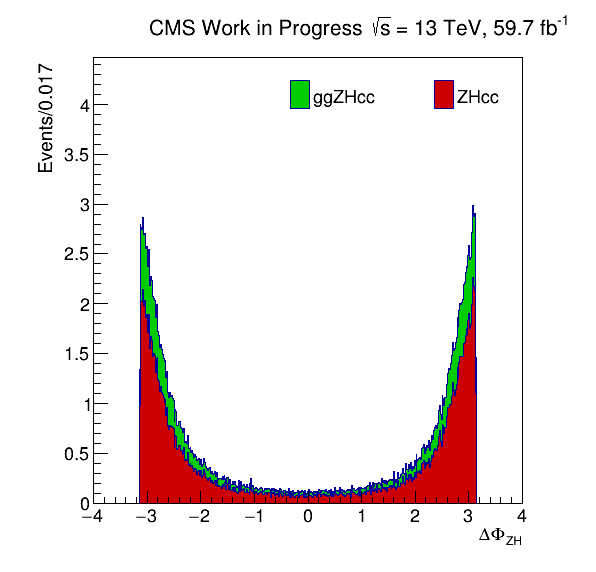 CMS Work in Progress √s = 13 TeV, 59.7 fb⁻¹
Events/0.017
ggZHcc ZHcc
4
3.5
3
2.5
2
1.5
1
0.5
0
−4 −3 −2 −1 0 1 2 3 4
ΔΦ_ZH